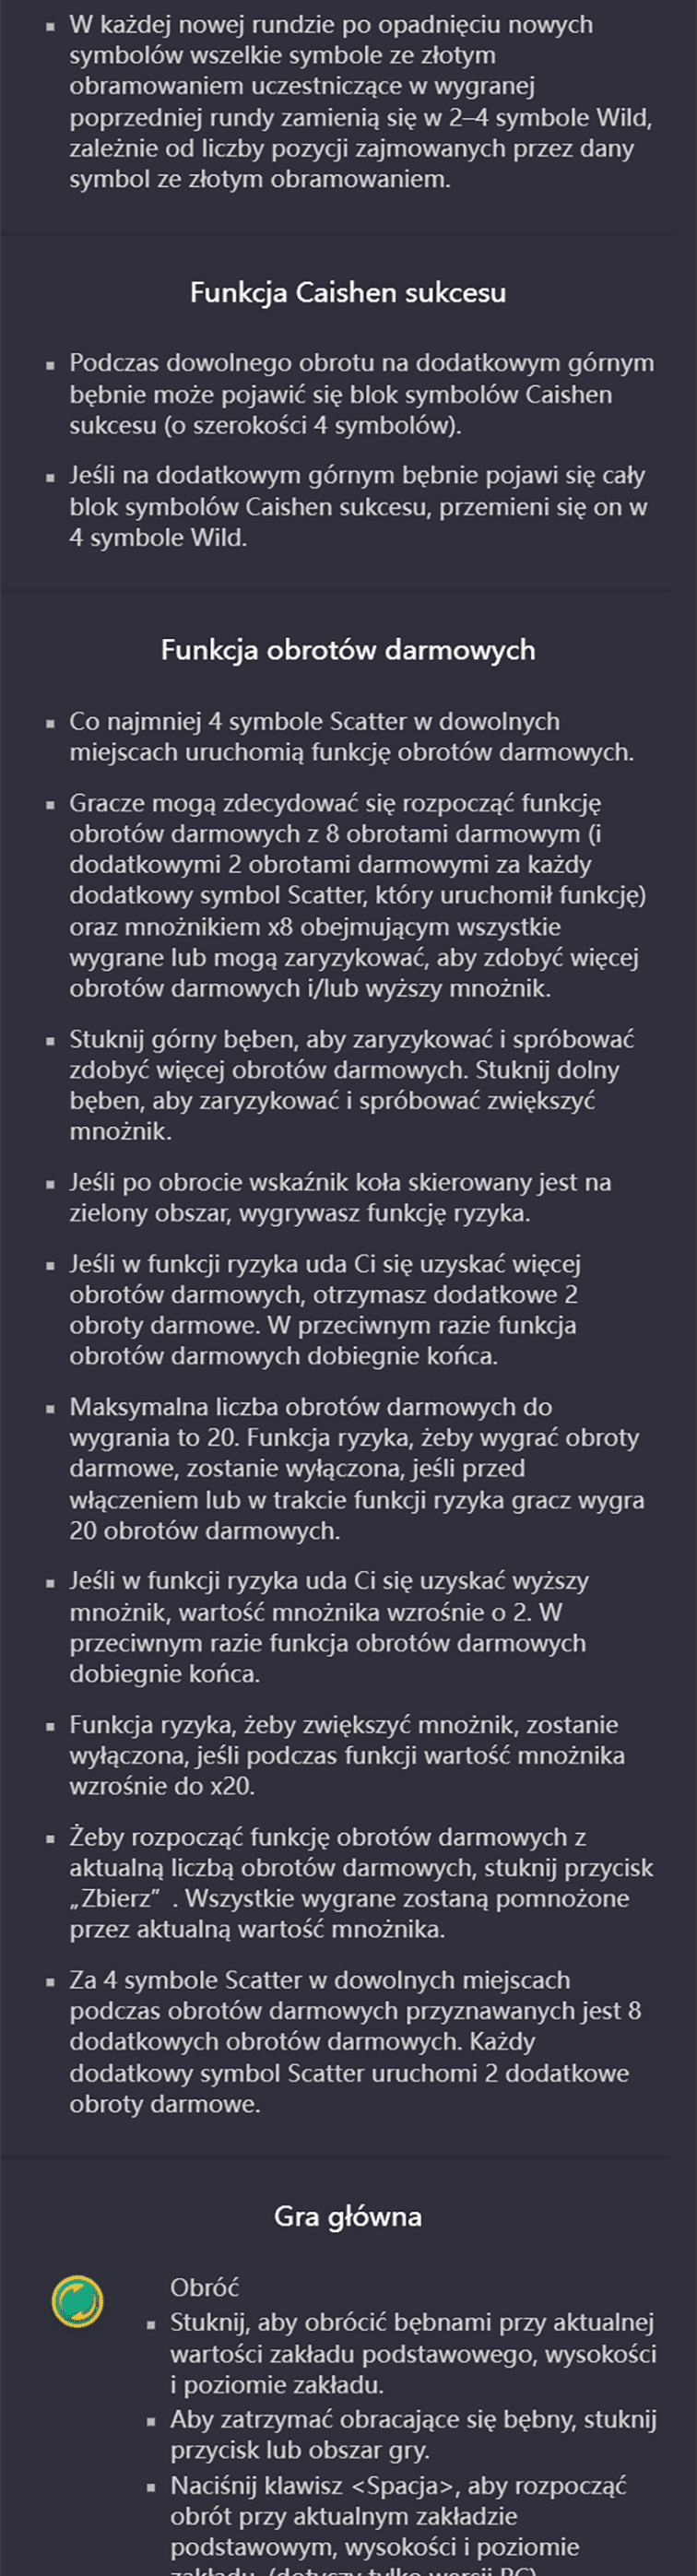 W każdej nowej rundzie po opadnięciu nowych
symbolów wszelkie symbole ze złotym
obramowaniem uczestniczące w wygranej
poprzedniej rundy zamienią się w 2–4 symbole Wild,
zależnie od liczby pozycji zajmowanych przez dany
symbol ze złotym obramowaniem.
Funkcja Caishen sukcesu
Podczas dowolnego obrotu na dodatkowym górnym
bębnie może pojawić się blok symbolów Caishen
sukcesu (o szerokości 4 symbolów).
Jeśli na dodatkowym górnym bębnie pojawi się cały
blok symbolów Caishen sukcesu, przemieni się on w
4 symbole Wild.
Funkcja obrotów darmowych
Co najmniej 4 symbole Scatter w dowolnych
miejscach uruchomią funkcję obrotów darmowych.
Gracze mogą zdecydować się rozpocząć funkcję
obrotów darmowych z 8 obrotami darmowym (i
dodatkowymi 2 obrotami darmowymi za każdy
dodatkowy symbol Scatter, który uruchomił funkcję)
oraz mnożnikiem x8 obejmującym wszystkie
wygrane lub mogą zaryzykować, aby zdobyć więcej
obrotów darmowych i/lub wyższy mnożnik.
Stuknij górny bęben, aby zaryzykować i spróbować
zdobyć więcej obrotów darmowych. Stuknij dolny
bęben, aby zaryzykować i spróbować zwiększyć
mnożnik.
Jeśli po obrocie wskaźnik koła skierowany jest na
zielony obszar, wygrywasz funkcję ryzyka.
Jeśli w funkcji ryzyka uda Ci się uzyskać więcej
obrotów darmowych, otrzymasz dodatkowe 2
obroty darmowe. W przeciwnym razie funkcja
obrotów darmowych dobiegnie końca.
Maksymalna liczba obrotów darmowych do
wygrania to 20. Funkcja ryzyka, żeby wygrać obroty
darmowe, zostanie wyłączona, jeśli przed
włączeniem lub w trakcie funkcji ryzyka gracz wygra
20 obrotów darmowych.
Jeśli w funkcji ryzyka uda Ci się uzyskać wyższy
mnożnik, wartość mnożnika wzrośnie o 2. W
przeciwnym razie funkcja obrotów darmowych
dobiegnie końca.
Funkcja ryzyka, żeby zwiększyć mnożnik, zostanie
wyłączona, jeśli podczas funkcji wartość mnożnika
wzrośnie do x20.
Żeby rozpocząć funkcję obrotów darmowych z
aktualną liczbą obrotów darmowych, stuknij przycisk
„Zbierz” . Wszystkie wygrane zostaną pomnożone
przez aktualną wartość mnożnika.
Za 4 symbole Scatter w dowolnych miejscach
podczas obrotów darmowych przyznawanych jest 8
dodatkowych obrotów darmowych. Każdy
dodatkowy symbol Scatter uruchomi 2 dodatkowe
obroty darmowe.
Gra główna
Obróć
Stuknij, aby obrócić bębnami przy aktualnej
wartości zakładu podstawowego, wysokości
i poziomie zakładu.
Aby zatrzymać obracające się bębny, stuknij
przycisk lub obszar gry.
Naciśnij klawisz <Spacja>, aby rozpocząć
obrót przy aktualnym zakładzie
podstawowym, wysokości i poziomie